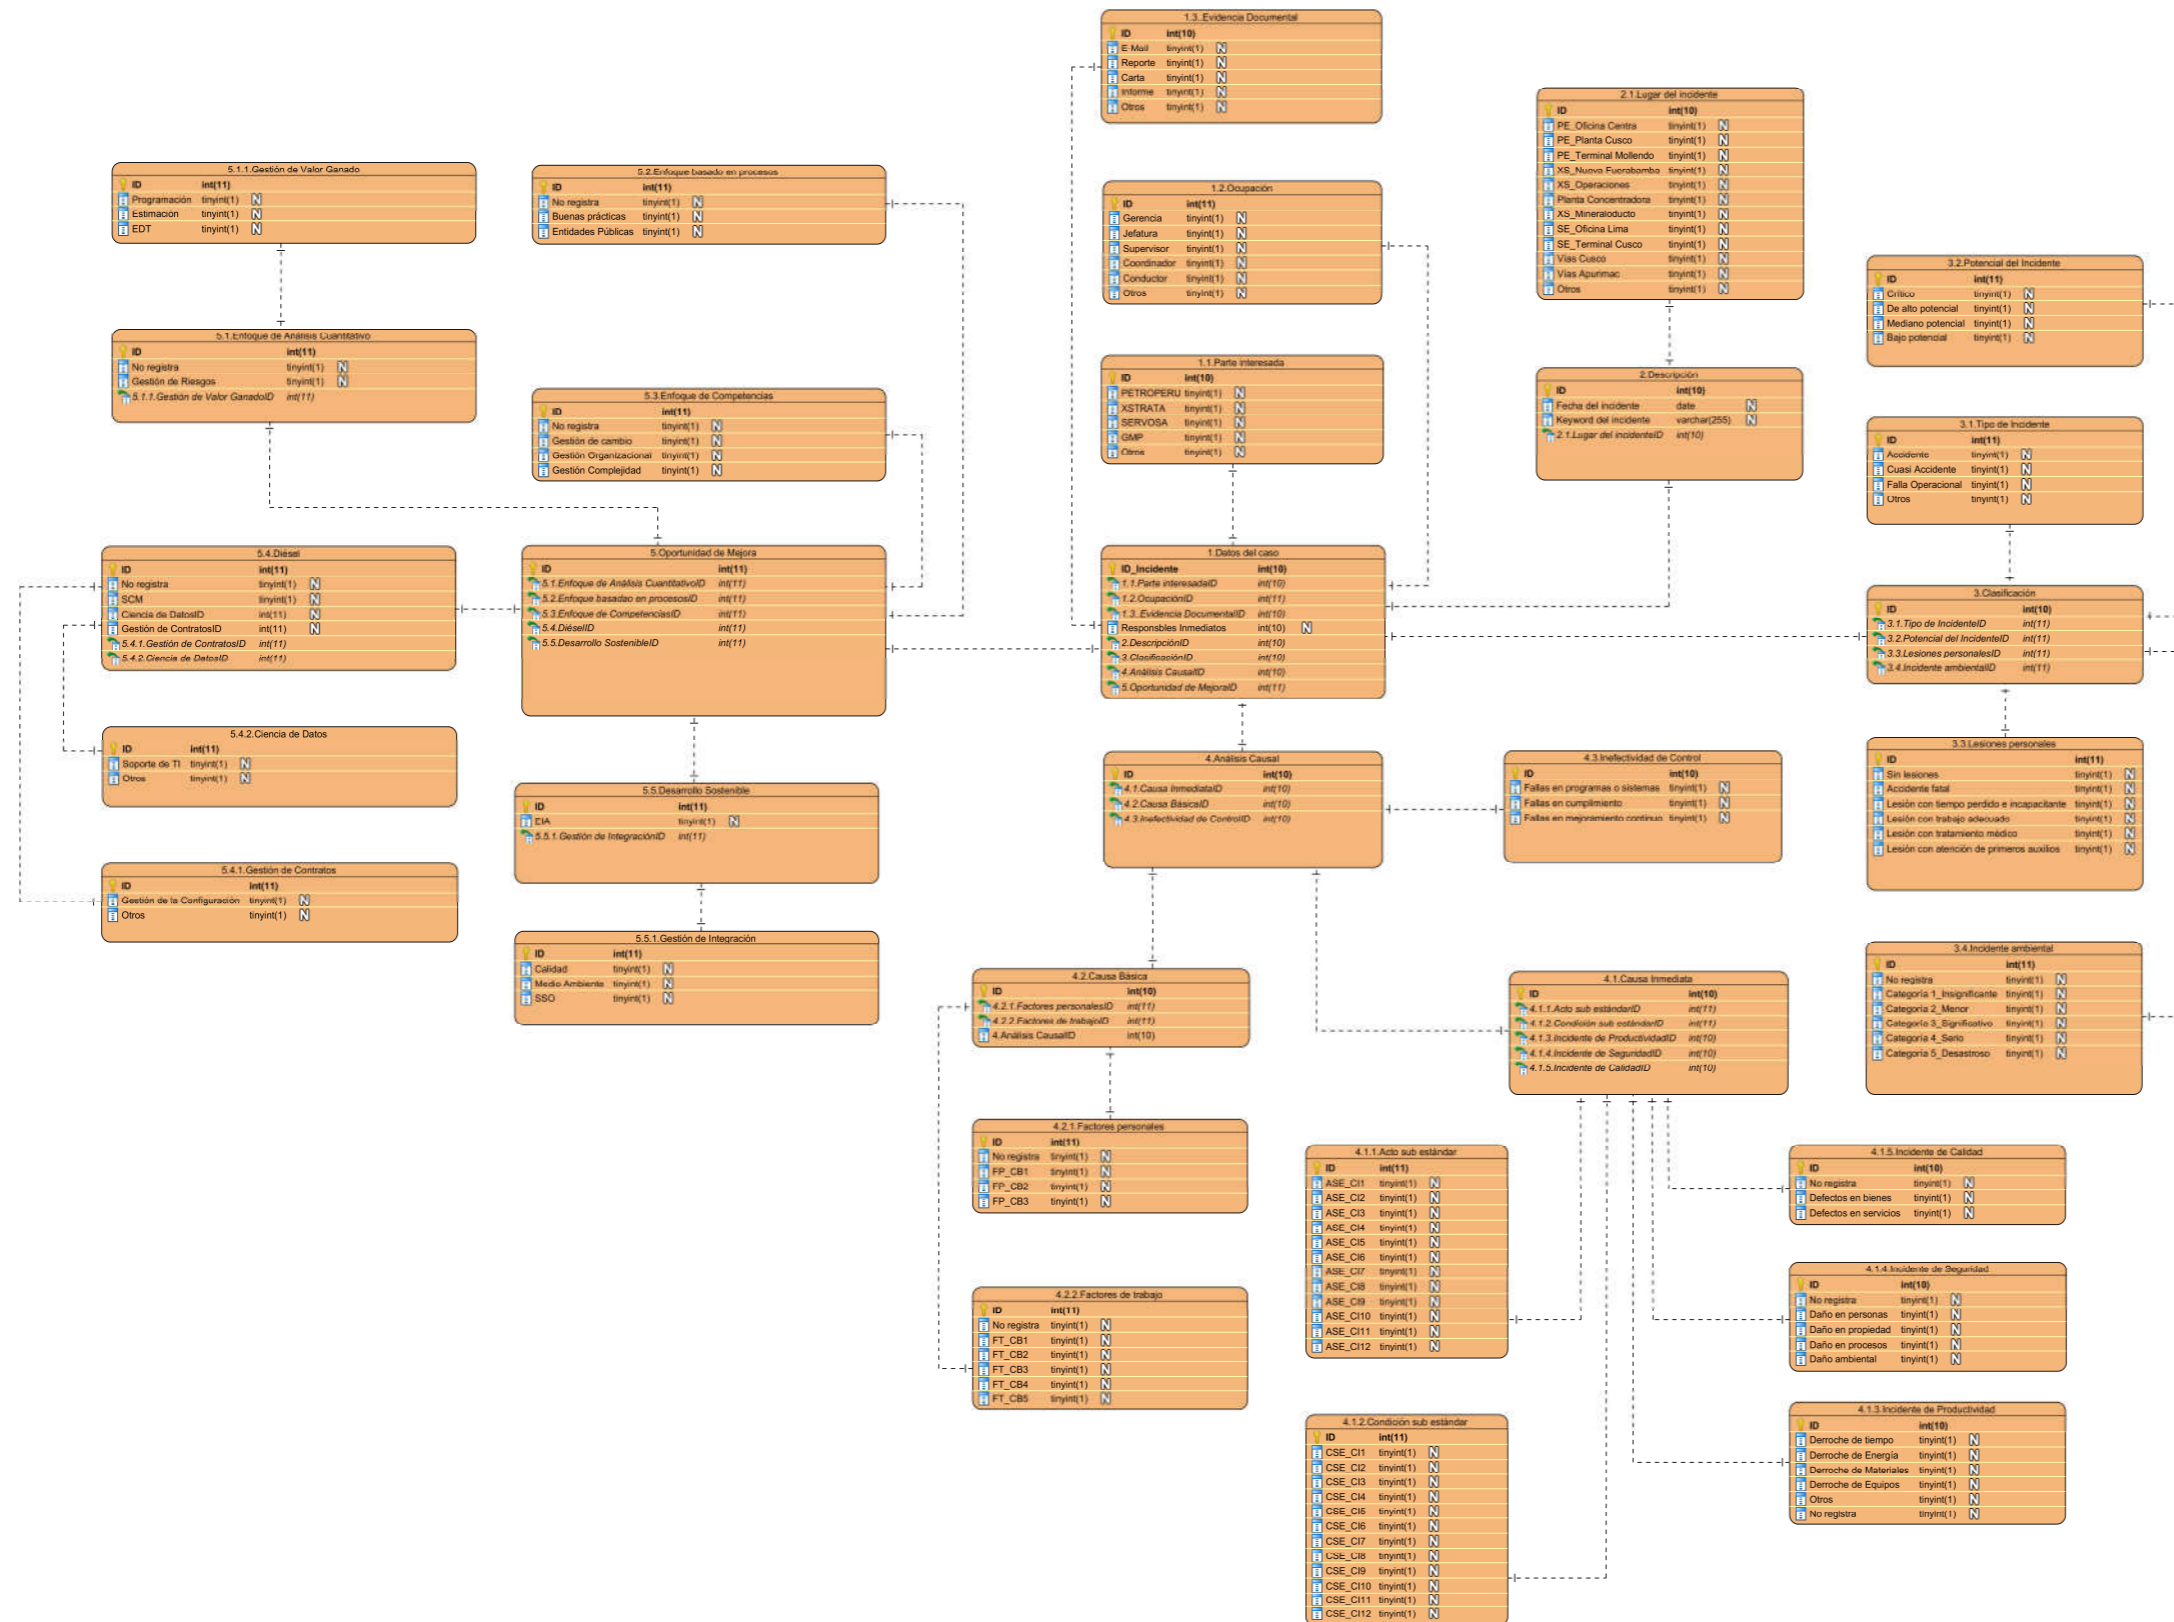 1.3..Evidencia Documental
ID int(10)
E-Mail tinyint(1) N
Reporte tinyint(1) N
Carta tinyint(1) N
Informe tinyint(1) N
Otros tinyint(1) N
2.1.Lugar del incidente
ID int(10)
PE_Oficina Centra tinyint(1) N
PE_Planta Cusco tinyint(1) N
PE_Terminal Mollendo tinyint(1) N
XS_Nueva Fuerabamba tinyint(1) N
XS_Operaciones tinyint(1) N
Planta Concentradora tinyint(1) N
XS_Mineraloducto tinyint(1) N
SE_Oficina Lima tinyint(1) N
SE_Terminal Cusco tinyint(1) N
Vias Cusco tinyint(1) N
Vias Apurimac tinyint(1) N
Otros tinyint(1) N
5.1.1.Gestión de Valor Ganado
ID int(11)
Programación tinyint(1) N
Estimación tinyint(1) N
EDT tinyint(1) N
5.2.Enfoque basado en procesos
ID int(11)
No registra tinyint(1) N
Buenas prácticas tinyint(1) N
Entidades Públicas tinyint(1) N
1.2.Ocupación
ID int(11)
Gerencia tinyint(1) N
Jefatura tinyint(1) N
Supervisor tinyint(1) N
Coordinador tinyint(1) N
Conductor tinyint(1) N
Otros tinyint(1) N
3.2.Potencial del Incidente
ID int(11)
Crítico tinyint(1) N
De alto potencial tinyint(1) N
Mediano potencial tinyint(1) N
Bajo potencial tinyint(1) N
5.1.Enfoque de Análisis Cuantitativo
ID int(11)
No registra tinyint(1) N
Gestión de Riesgos tinyint(1) N
5.1.1.Gestión de Valor GanadoID int(11)
1.1.Parte interesada
ID int(10)
PETROPERU tinyint(1) N
XSTRATA tinyint(1) N
SERVOSA tinyint(1) N
GMP tinyint(1) N
Otros tinyint(1) N
2.Descripción
ID int(10)
Fecha del incidente date N
Keyword del incidente varchar(255) N
2.1.Lugar del incidenteID int(10)
5.3.Enfoque de Competencias
ID int(11)
No registra tinyint(1) N
Gestión de cambio tinyint(1) N
Gestión Organizacional tinyint(1) N
Gestión Complejidad tinyint(1) N
3.1.Tipo de Incidente
ID int(11)
Accidente tinyint(1) N
Cuasi Accidente tinyint(1) N
Falla Operacional tinyint(1) N
Otros tinyint(1) N
5.4.Diésel
ID int(11)
No registra tinyint(1) N
SCM tinyint(1) N
Ciencia de DatosID int(11) N
Gestión de ContratosID int(11) N
5.4.1.Gestión de ContratosID int(11)
5.4.2.Ciencia de DatosID int(11)
5.Oportunidad de Mejora
ID int(11)
5.1.Enfoque de Análisis CuantitativoID int(11)
5.2.Enfoque basadao en procesosID int(11)
5.3.Enfoque de CompetenciasID int(11)
5.4.DiéselID int(11)
5.5.Desarrollo SostenibleID int(11)
1.Datos del caso
ID_Incidente int(10)
1.1.Parte interesadaID int(10)
1.2.OcupaciónID int(11)
1.3..Evidencia DocumentalID int(10)
Responsbles Inmediatos int(10) N
2.DescripciónID int(10)
3.ClasificaciónID int(10)
4.Análisis CausalID int(10)
5.Oportunidad de MejoraID int(11)
3.Clasificación
ID int(10)
3.1.Tipo de IncidenteID int(11)
3.2.Potencial del IncidenteID int(11)
3.3.Lesiones personalesID int(11)
3.4.Incidente ambientalID int(11)
5.4.2.Ciencia de Datos
ID int(11)
Soporte de TI tinyint(1) N
Otros tinyint(1) N
3.3.Lesiones personales
ID int(11)
Sin lesiones tinyint(1) N
Accidente fatal tinyint(1) N
Lesión con tiempo perdido e incapacitante tinyint(1) N
Lesión con trabajo adecuado tinyint(1) N
Lesión con tratamiento médico tinyint(1) N
Lesión con atención de primeros auxilios tinyint(1) N
4.Análisis Causal
ID int(10)
4.1.Causa InmediataID int(10)
4.2.Causa BásicaID int(10)
4.3.Inefectividad de ControlID int(10)
4.3.Inefectividad de Control
ID int(10)
Fallas en programas o sistemas tinyint(1) N
Fallas en cumplimiento tinyint(1) N
Fallas en mejoramiento continuo tinyint(1) N
5.5.Desarrollo Sostenible
ID int(11)
EIA tinyint(1) N
5.5.1.Gestión de IntegraciónID int(11)
5.4.1.Gestión de Contratos
ID int(11)
Gestión de la Configuración tinyint(1) N
Otros tinyint(1) N
5.5.1.Gestión de Integración
ID int(11)
Calidad tinyint(1) N
Medio Ambiente tinyint(1) N
SSO tinyint(1) N
3.4.Incidente ambiental
ID int(11)
No registra tinyint(1) N
Categoría 1_Insignificante tinyint(1) N
Categoría 2_Menor tinyint(1) N
Categoría 3_Significativo tinyint(1) N
Categoría 4_Serio tinyint(1) N
Categoría 5_Desastroso tinyint(1) N
4.2.Causa Básica
ID int(10)
4.2.1.Factores personalesID int(11)
4.2.2.Factores de trabajoID int(11)
4.Análisis CausalID int(10)
4.1.Causa Inmediata
ID int(10)
4.1.1.Acto sub estándarID int(11)
4.1.2.Condición sub estándarID int(11)
4.1.3.Incidente de ProductividadID int(10)
4.1.4.Incidente de SeguridadID int(10)
4.1.5.Incidente de CalidadID int(10)
4.2.1.Factores personales
ID int(11)
No registra tinyint(1) N
FP_CB1 tinyint(1) N
FP_CB2 tinyint(1) N
FP_CB3 tinyint(1) N
4.1.1.Acto sub estándar
ID int(11)
ASE_CI1 tinyint(1) N
ASE_CI2 tinyint(1) N
ASE_CI3 tinyint(1) N
ASE_CI4 tinyint(1) N
ASE_CI5 tinyint(1) N
ASE_CI6 tinyint(1) N
ASE_CI7 tinyint(1) N
ASE_CI8 tinyint(1) N
ASE_CI9 tinyint(1) N
ASE_CI10 tinyint(1) N
ASE_CI11 tinyint(1) N
ASE_CI12 tinyint(1) N
4.1.5.Incidente de Calidad
ID int(10)
No registra tinyint(1) N
Defectos en bienes tinyint(1) N
Defectos en servicios tinyint(1) N
4.1.4.Incidente de Seguridad
ID int(10)
No registra tinyint(1) N
Daño en personas tinyint(1) N
Daño en propiedad tinyint(1) N
Daño en procesos tinyint(1) N
Daño ambiental tinyint(1) N
4.2.2.Factores de trabajo
ID int(11)
No registra tinyint(1) N
FT_CB1 tinyint(1) N
FT_CB2 tinyint(1) N
FT_CB3 tinyint(1) N
FT_CB4 tinyint(1) N
FT_CB5 tinyint(1) N
4.1.3.Incidente de Productividad
ID int(10)
Derroche de tiempo tinyint(1) N
Derroche de Energía tinyint(1) N
Derroche de Materiales tinyint(1) N
Derroche de Equipos tinyint(1) N
Otros tinyint(1) N
No registra tinyint(1) N
4.1.2.Condición sub estándar
ID int(11)
CSE_CI1 tinyint(1) N
CSE_CI2 tinyint(1) N
CSE_CI3 tinyint(1) N
CSE_CI4 tinyint(1) N
CSE_CI5 tinyint(1) N
CSE_CI6 tinyint(1) N
CSE_CI7 tinyint(1) N
CSE_CI8 tinyint(1) N
CSE_CI9 tinyint(1) N
CSE_CI10 tinyint(1) N
CSE_CI11 tinyint(1) N
CSE_CI12 tinyint(1) N